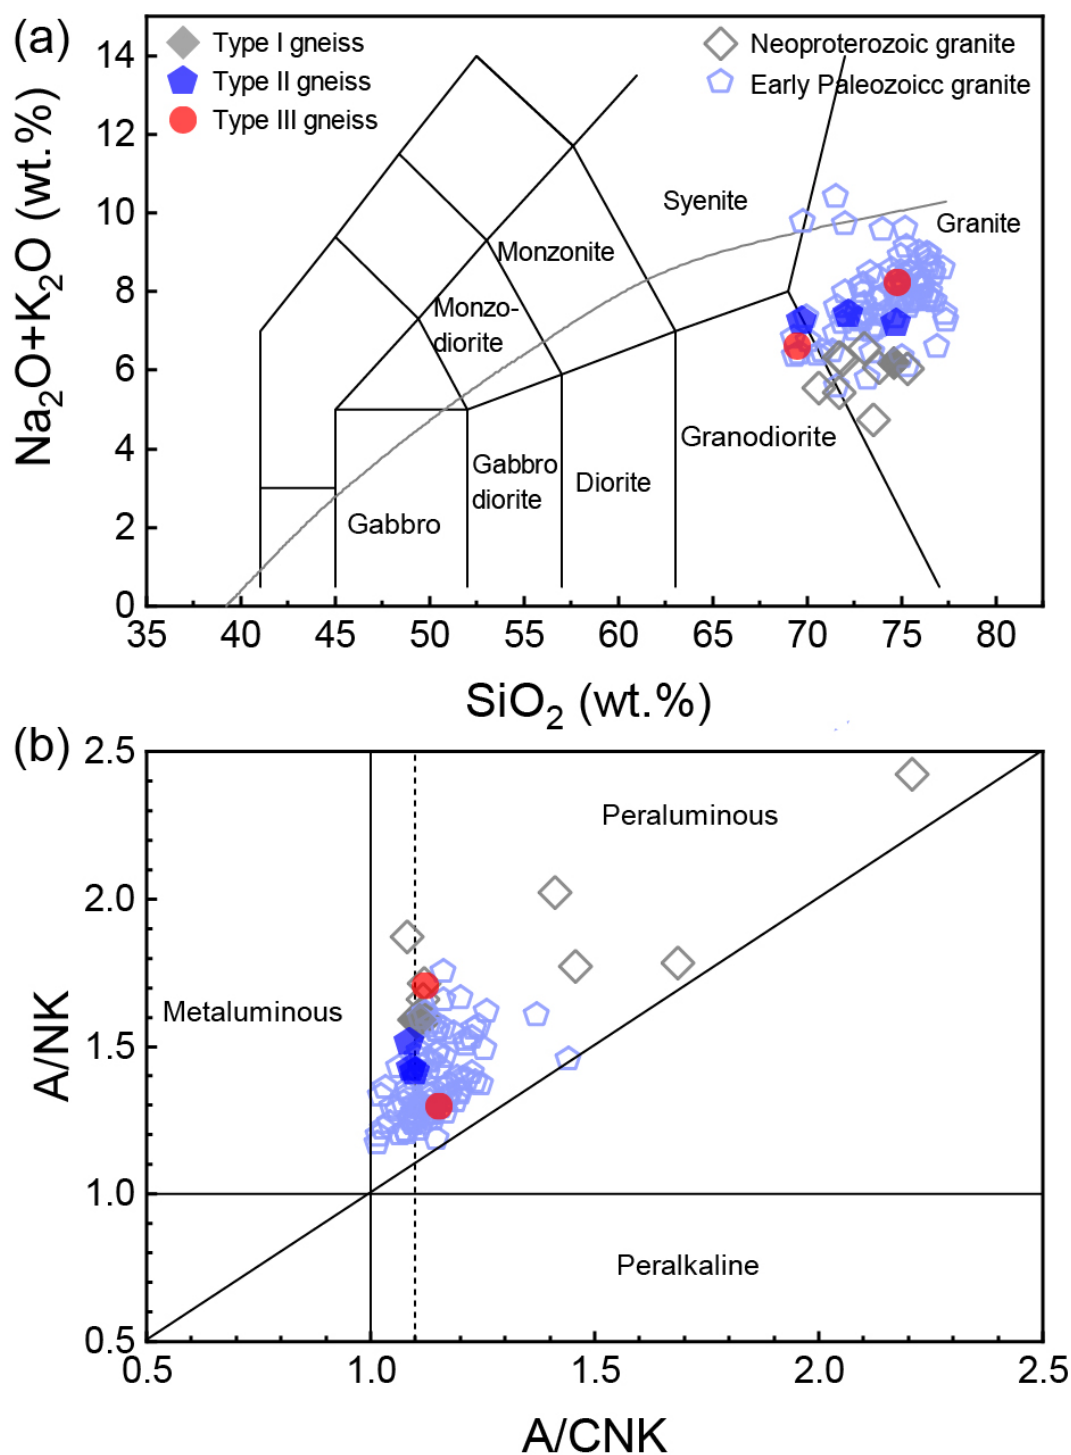 (a)
Type I gneiss
Type II gneiss
Type III gneiss
Neoproterozoic granite
Early Paleozoicc granite
Na₂O+K₂O (wt.%)
14
12
10
8
6
4
2
0
Syenite
Granite
Monzonite
Monzo-
diorite
Granodiorite
Gabbro
diorite
Diorite
Gabbro
35 40 45 50 55 60 65 70 75 80
SiO₂ (wt.%)
(b)
A/NK
2.5
2.0
1.5
1.0
0.5
Peraluminous
Metaluminous
Peralkaline
0.5 1.0 1.5 2.0 2.5
A/CNK